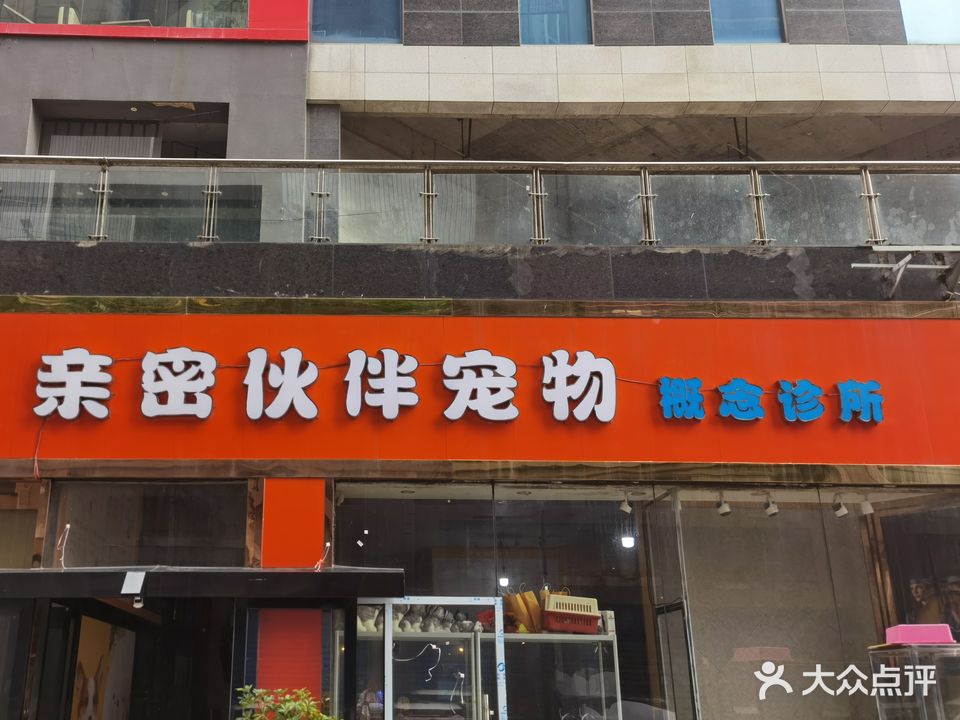 亲密伙伴宠物 概念诊所
大众点评